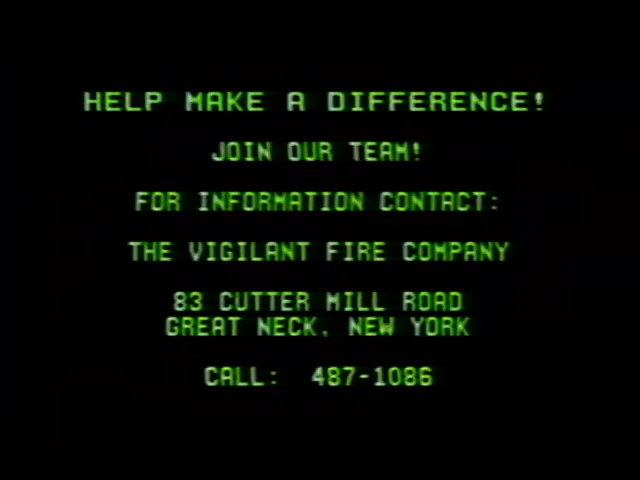 HELP MAKE A DIFFERENCE!
JOIN OUR TEAM!
FOR INFORMATION CONTACT:
THE VIGILANT FIRE COMPANY
83 CUTTER MILL ROAD
GREAT NECK, NEW YORK
CALL: 487-1086